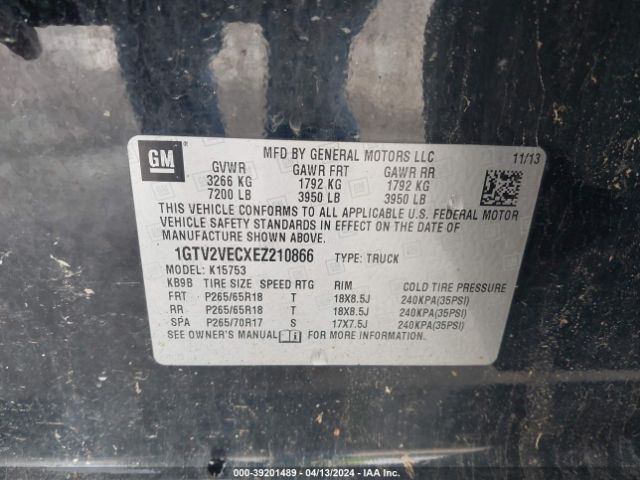 GM
MFD BY GENERAL MOTORS LLC 11/13
GVWR GAWR FRT GAWR RR
3266 KG 1792 KG 1792 KG
7200 LB 3950 LB 3950 LB
THIS VEHICLE CONFORMS TO ALL APPLICABLE U.S. FEDERAL MOTOR
VEHICLE SAFETY STANDARDS IN EFFECT ON THE DATE OF
MANUFACTURE SHOWN ABOVE.
1GTV2VECXEZ210866 TYPE: TRUCK
MODEL: K15753
KB9B TIRE SIZE SPEED RTG RIM COLD TIRE PRESSURE
FRT P265/65R18 T 18X8.5J 240KPA(35PSI)
RR P265/65R18 T 18X8.5J 240KPA(35PSI)
SPA P265/70R17 S 17X7.5J 240KPA(35PSI)
SEE OWNER'S MANUAL FOR MORE INFORMATION.
000-39201489 - 04/13/2024 - IAA Inc.